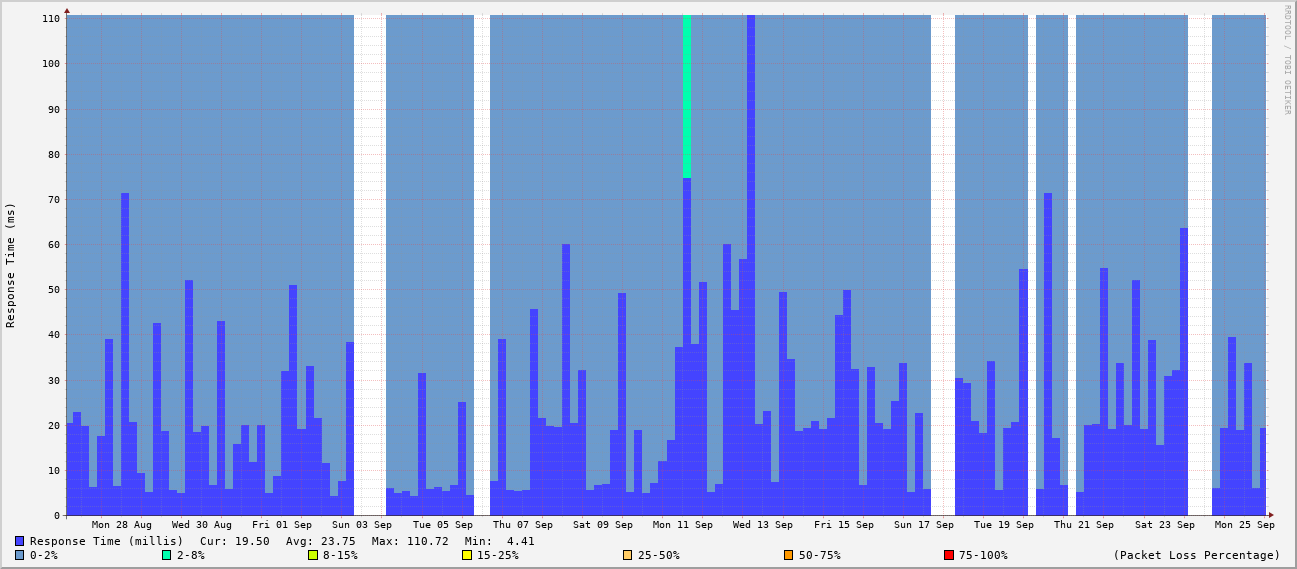 RRDTOOL / TOBI OETIKER
Response Time (ms)
110
100
90
80
70
60
50
40
30
20
10
0
Mon 28 Aug Wed 30 Aug Fri 01 Sep Sun 03 Sep Tue 05 Sep Thu 07 Sep Sat 09 Sep Mon 11 Sep Wed 13 Sep Fri 15 Sep Sun 17 Sep Tue 19 Sep Thu 21 Sep Sat 23 Sep Mon 25 Sep
Response Time (millis) Cur: 19.50 Avg: 23.75 Max: 110.72 Min: 4.41
0-2% 2-8% 8-15% 15-25% 25-50% 50-75% 75-100% (Packet Loss Percentage)